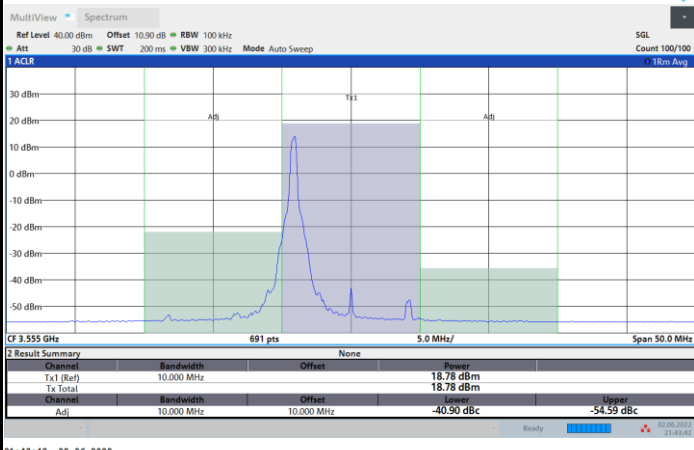 MultiView Spectrum
Ref Level 40.00 dBm Offset 10.90 dB RBW 100 kHz SGL
Att 30 dB SWT 200 ms VBW 300 kHz Mode Auto Sweep Count 100/100
1 ACLR 1Rm Avg
30 dBm
Tx1
20 dBm Adj Adj
10 dBm
0 dBm
-10 dBm
-20 dBm
-30 dBm
-40 dBm
-50 dBm
CF 3.555 GHz 691 pts 5.0 MHz/ Span 50.0 MHz
2 Result Summary None
Channel Bandwidth Offset Power
Tx1 (Ref) 10.000 MHz 18.78 dBm
Tx Total 18.78 dBm
Channel Bandwidth Offset Lower Upper
Adj 10.000 MHz 10.000 MHz -40.90 dBc -54.59 dBc
Ready 02.06.2022
21:43:42